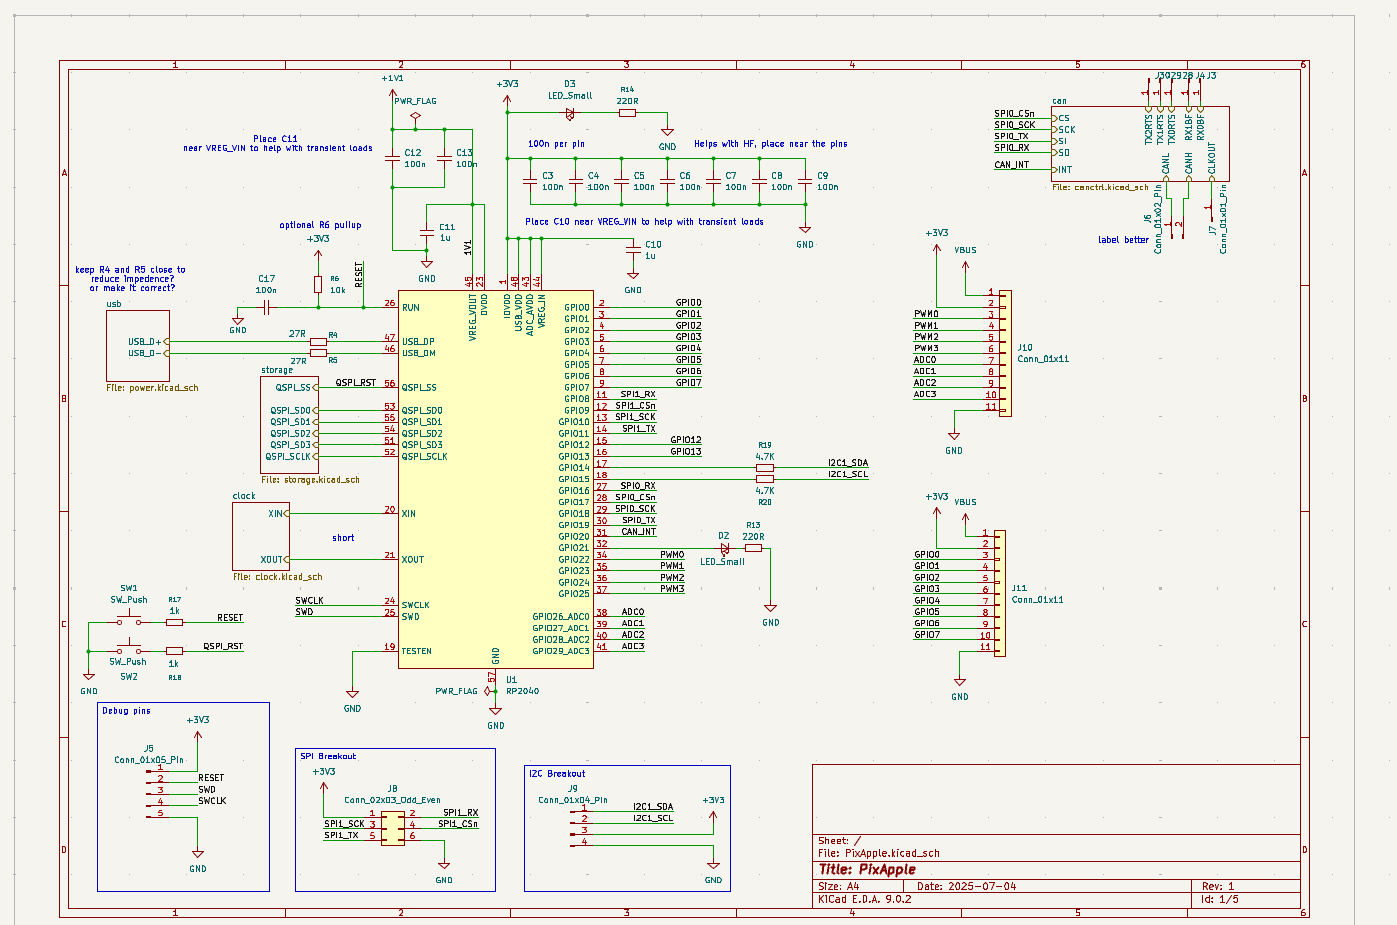 1 2 3 4 5 6
A B C D
+1V1
PWR_FLAG
Place C11
near VREG_VIN to help with transient loads
C12
100n
C13
100n
C11
1u
GND
1V1
+3V3
D3
LED_Small
R14
220R
GND
100n per pin
Helps with HF, place near the pins
C3
100n
C4
100n
C5
100n
C6
100n
C7
100n
C8
100n
C9
100n
GND
Place C10 near VREG_VIN to help with transient loads
C10
1u
GND
can
SPI0_CSn
SPI0_SCK
SPI0_TX
SPI0_RX
CAN_INT
CS
SCK
SI
SO
INT
TX2RTS
TX1RTS
TX0RTS
RX1BF
RX0BF
CANL
CANH
CLKOUT
J4
J3
1 1 1 1 1
File: canctrl.kicad_sch
J6
Conn_01x02_Pin
1
2
J7
Conn_01x01_Pin
1
label better
optional R6 pullup
+3V3
R6
10k
RESET
C17
100n
GND
keep R4 and R5 close to
reduce impedence?
or make it correct?
usb
USB_D+
USB_D-
File: power.kicad_sch
27R R4
27R R5
storage
QSPI_SS
QSPI_SD0
QSPI_SD1
QSPI_SD2
QSPI_SD3
QSPI_SCLK
File: storage.kicad_sch
QSPI_RST
clock
XIN
XOUT
File: clock.kicad_sch
short
SWCLK
SWD
26 RUN
47 USB_DP
46 USB_DM
56 QSPI_SS
53 QSPI_SD0
55 QSPI_SD1
54 QSPI_SD2
51 QSPI_SD3
52 QSPI_SCLK
20 XIN
21 XOUT
24 SWCLK
25 SWD
19 TESTEN
GND
45 VREG_VOUT
23 DVDD
1 IOVDD
48 USB_VDD
43 ADC_AVDD
44 VREG_IN
GPIO0 2 GPIO0
GPIO1 3 GPIO1
GPIO2 4 GPIO2
GPIO3 5 GPIO3
GPIO4 6 GPIO4
GPIO5 7 GPIO5
GPIO6 8 GPIO6
GPIO7 9 GPIO7
GPIO8 11 SPI1_RX
GPIO9 12 SPI1_CSn
GPIO10 13 SPI1_SCK
GPIO11 14 SPI1_TX
GPIO12 15 GPIO12
GPIO13 16 GPIO13
GPIO14 17 I2C1_SDA
GPIO15 18 I2C1_SCL
GPIO16 27 SPI0_RX
GPIO17 28 SPI0_CSn
GPIO18 29 SPI0_SCK
GPIO19 30 SPI0_TX
GPIO20 31 CAN_INT
GPIO21 32
GPIO22 34 PWM0
GPIO23 35 PWM1
GPIO24 36 PWM2
GPIO25 37 PWM3
GPIO26_ADC0 38 ADC0
GPIO27_ADC1 39 ADC1
GPIO28_ADC2 40 ADC2
GPIO29_ADC3 41 ADC3
GND
57
U1
RP2040
PWR_FLAG
GND
R19
4.7K
4.7K
R20
D2
LED_Small
R13
220R
GND
+3V3
VBUS
1
2
PWM0 3
PWM1 4
PWM2 5
PWM3 6
ADC0 7
ADC1 8
ADC2 9
ADC3 10
11
J10
Conn_01x11
GND
+3V3
VBUS
1
2
GPIO0 3
GPIO1 4
GPIO2 5
GPIO3 6
GPIO4 7
GPIO5 8
GPIO6 9
GPIO7 10
11
J11
Conn_01x11
GND
SW1
SW_Push
R17
1k
RESET
SW_Push
SW2
1k
R18
QSPI_RST
GND
Debug pins
+3V3
J5
Conn_01x05_Pin
1
2 RESET
3 SWD
4 SWCLK
5
GND
SPI Breakout
+3V3
J8
Conn_02x03_Odd_Even
1 2 SPI1_RX
SPI1_SCK 3 4 SPI1_CSn
SPI1_TX 5 6
GND
I2C Breakout
J9
Conn_01x04_Pin
1 I2C1_SDA
2 I2C1_SCL
3
4
+3V3
GND
Sheet: /
File: PixApple.kicad_sch
Title: PixApple
Size: A4 Date: 2025-07-04 Rev: 1
KiCad E.D.A. 9.0.2 Id: 1/5
1 2 3 4 5 6